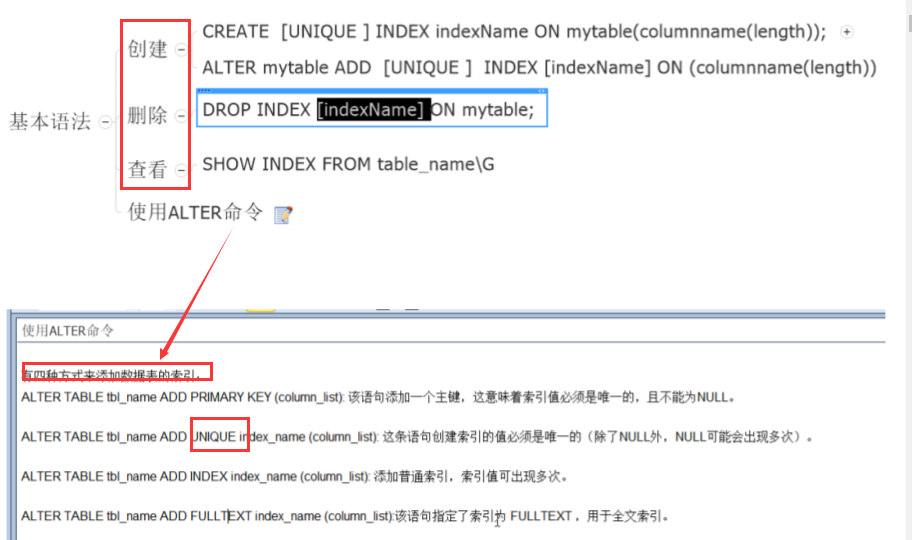 基本语法
创建
CREATE [UNIQUE ] INDEX indexName ON mytable(columnname(length));
ALTER mytable ADD [UNIQUE ] INDEX [indexName] ON (columnname(length))
删除
DROP INDEX [indexName] ON mytable;
查看
SHOW INDEX FROM table_name\G
使用ALTER命令
使用ALTER命令
有四种方式来添加数据表的索引：
ALTER TABLE tbl_name ADD PRIMARY KEY (column_list): 该语句添加一个主键，这意味着索引值必须是唯一的，且不能为NULL。
ALTER TABLE tbl_name ADD UNIQUE index_name (column_list): 这条语句创建索引的值必须是唯一的（除了NULL外，NULL可能会出现多次）。
ALTER TABLE tbl_name ADD INDEX index_name (column_list): 添加普通索引，索引值可出现多次。
ALTER TABLE tbl_name ADD FULLTEXT index_name (column_list):该语句指定了索引为 FULLTEXT ，用于全文索引。